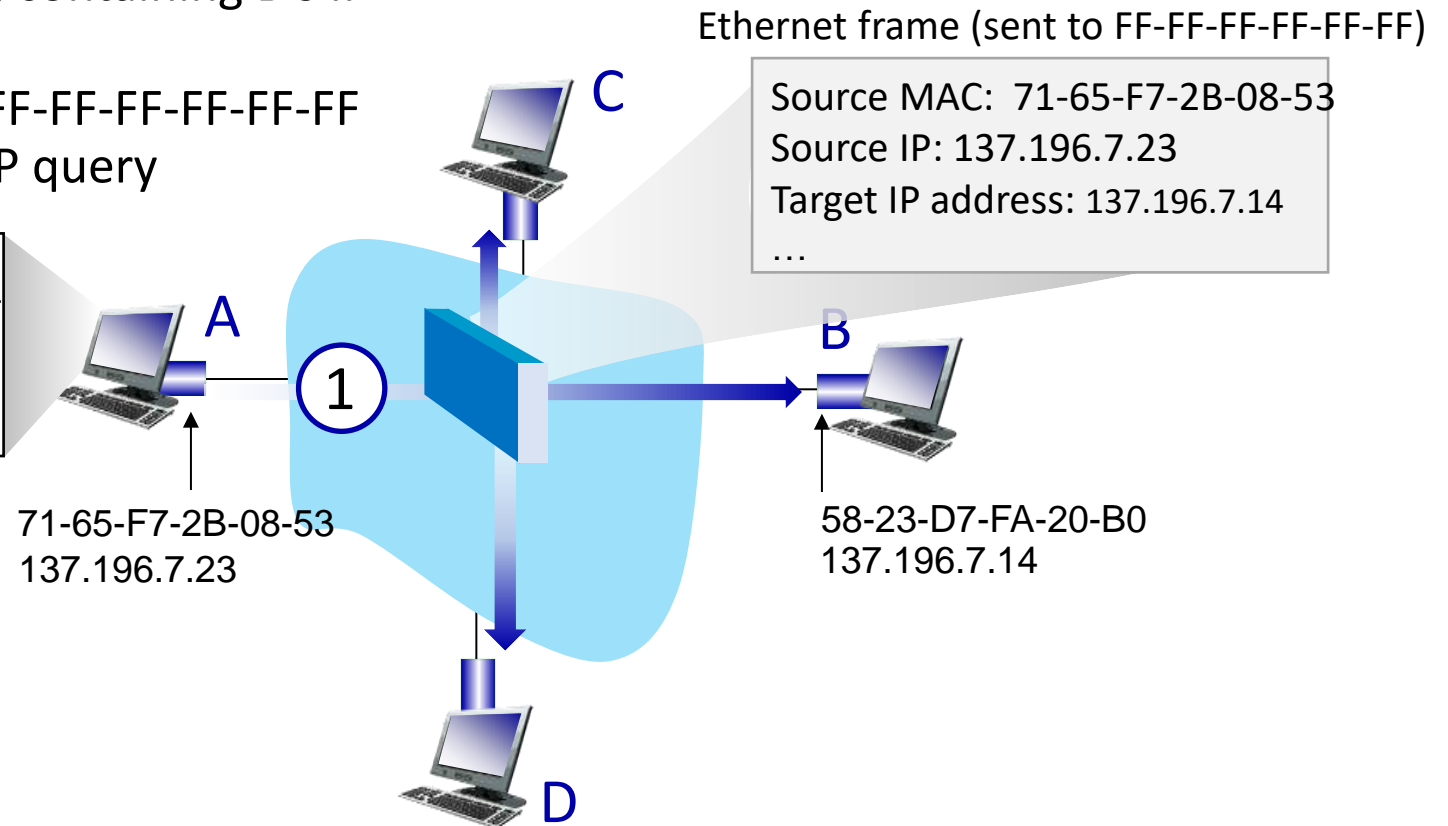 containing
Ethernet frame (sent to FF-FF-FF-FF-FF-FF)
FF-FF-FF-FF-FF-FF
P query
C
Source MAC: 71-65-F7-2B-08-53
Source IP: 137.196.7.23
Target IP address: 137.196.7.14
…
A
B
1
71-65-F7-2B-08-53
137.196.7.23
58-23-D7-FA-20-B0
137.196.7.14
D